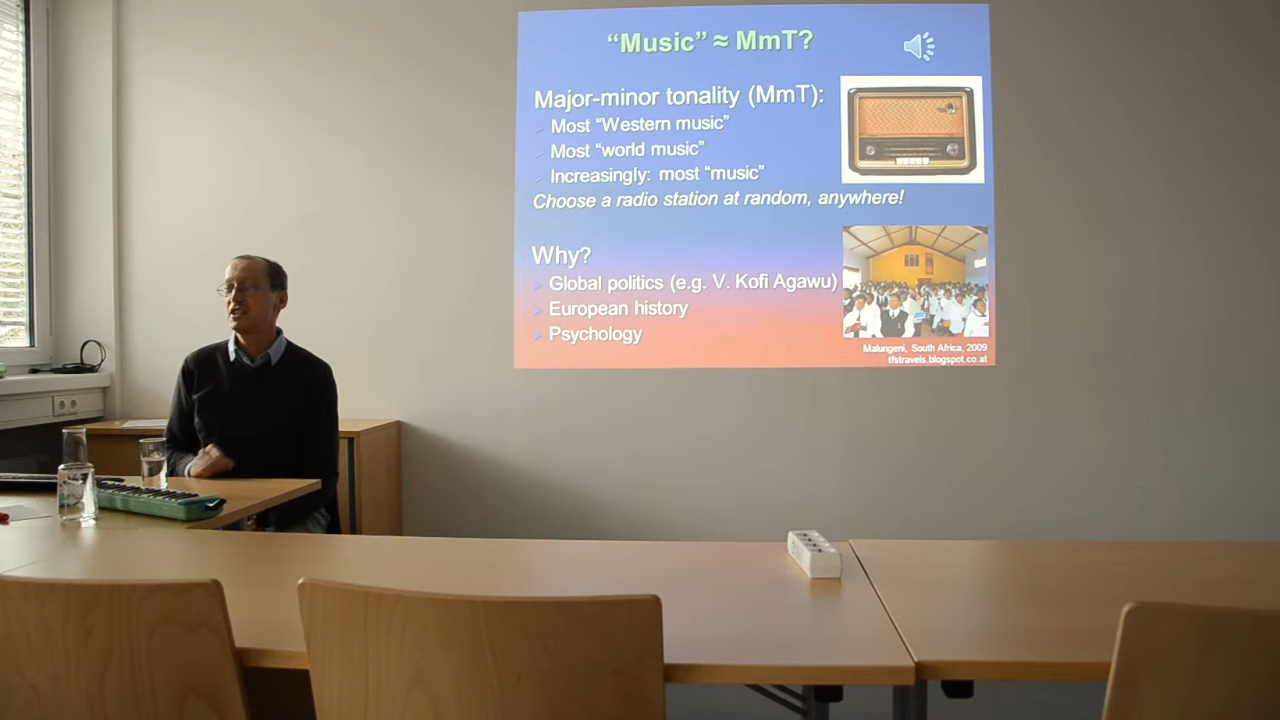 “Music” ≈ MmT?
Major-minor tonality (MmT):
Most “Western music”
Most “world music”
Increasingly: most “music”
Choose a radio station at random, anywhere!
Why?
Global politics (e.g. V. Kofi Agawu)
European history
Psychology
Malungeni, South Africa, 2009
tfstravels.blogspot.co.at